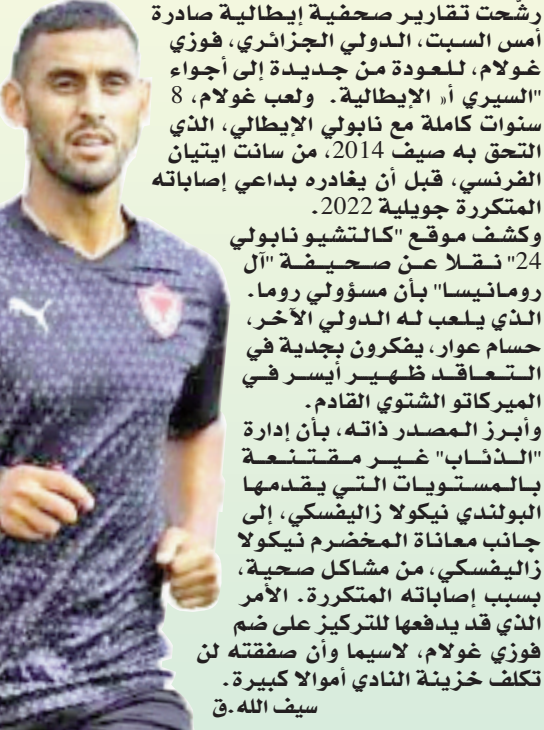 رشّحت تقارير صحفية إيطالية صادرة
أمس السبت، الدولي الجزائري، فوزي
غولام، للعودة من جديدة إلى أجواء
"السيري أ» الإيطالية. ولعب غولام، 8
سنوات كاملة مع نابولي الإيطالي، الذي
التحق به صيف 2014، من سانت ايتيان
الفرنسي، قبل أن يغادره بداعي إصاباته
المتكررة جويلية 2022.
وكشف موقع "كالتشيو نابولي
24" نقلا عن صحيفة "آل
رومانيسا" بأن مسؤولي روما.
الذي يلعب له الدولي الآخر،
حسام عوار، يفكرون بجدية في
التعاقد ظهير أيسر في
الميركاتو الشتوي القادم.
وأبرز المصدر ذاته، بأن إدارة
"الذئاب" غير مقتنعة
بالمستويات التي يقدمها
البولندي نيكولا زاليفسكي، إلى
جانب معاناة المخضرم نيكولا
زاليفسكي، من مشاكل صحية،
بسبب إصاباته المتكررة. الأمر
الذي قد يدفعها للتركيز على ضم
فوزي غولام، لاسيما وأن صفقته لن
تكلف خزينة النادي أموالا كبيرة.
سيف الله.ق